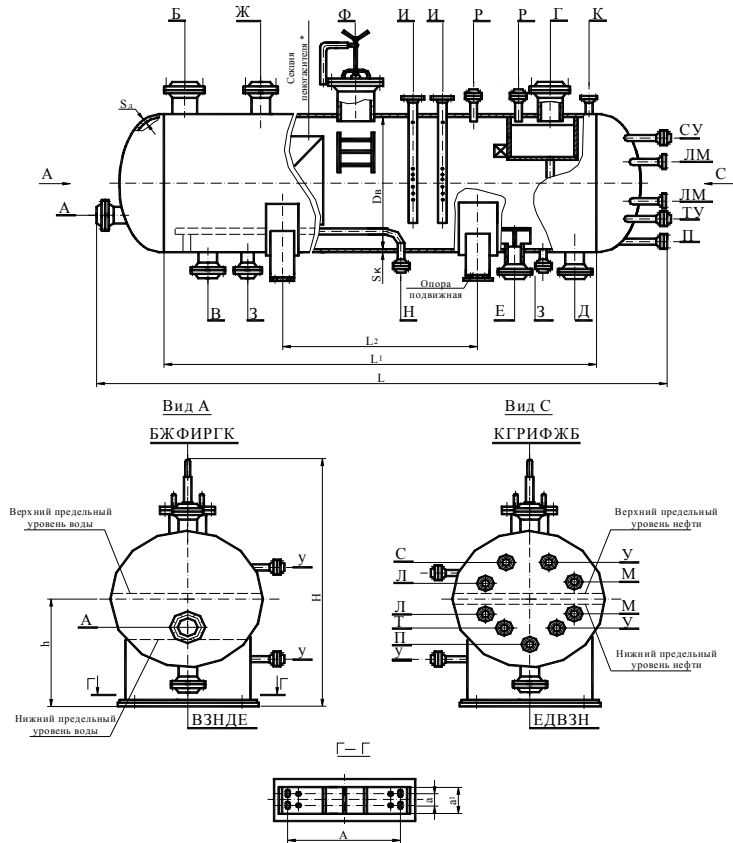 Б Ж Ф И И Р Р Г К
Секция
пеногасителя *
Sд
СУ
ЛМ
А С
Dв
А
ЛМ
ТУ
П
Sк
Опора
подвижная
В З Н Е З Д
L2
L1
L
Вид А Вид С
БЖФИРГК КГРИФЖБ
Верхний предельный
уровень воды
Верхний предельный
уровень нефти
У
С У
Л М
А
h
H
Л М
Т У
П
У У
Г Г
Нижний предельный
уровень нефти
Нижний предельный
уровень воды
ВЗНДЕ ЕДВЗН
Г – Г
a
a1
А